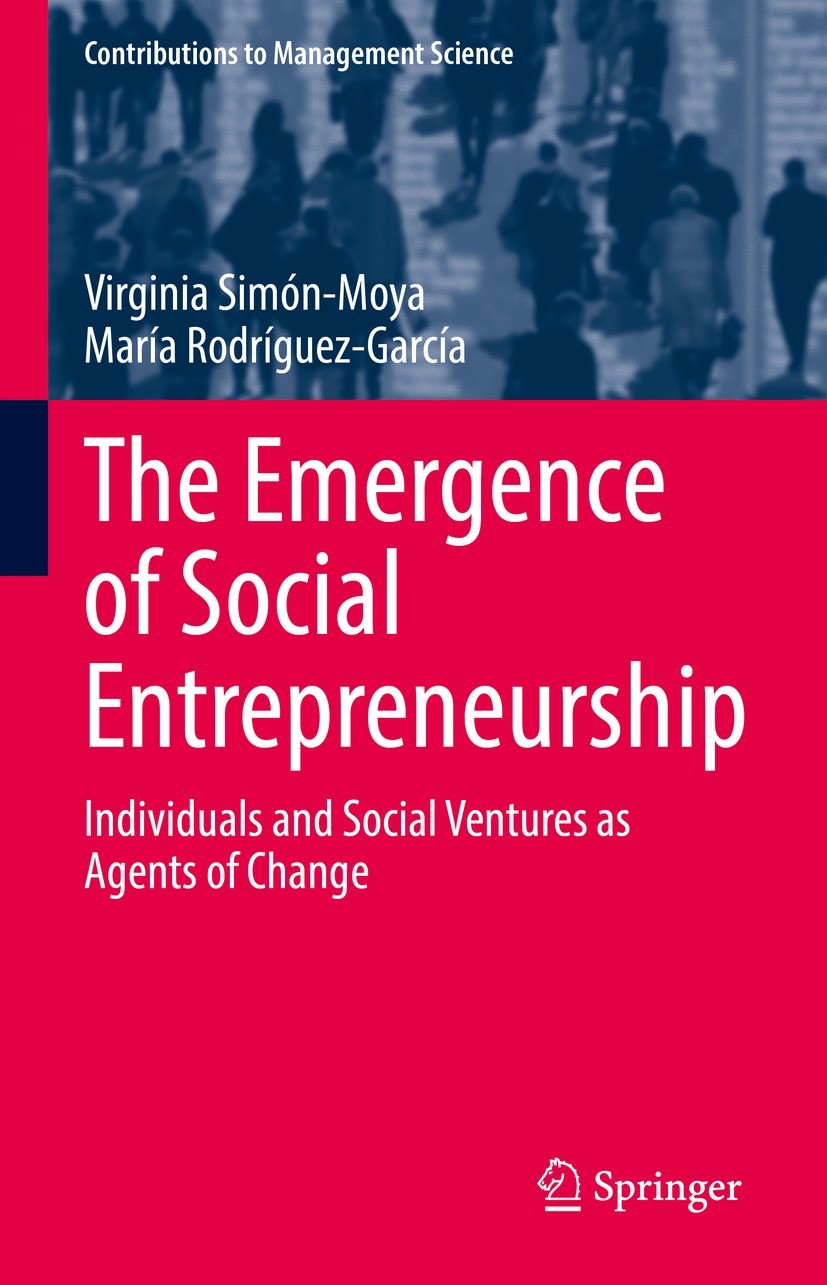 Contributions to Management Science
Virginia Simón-Moya
María Rodríguez-García
The Emergence
of Social
Entrepreneurship
Individuals and Social Ventures as
Agents of Change
Springer